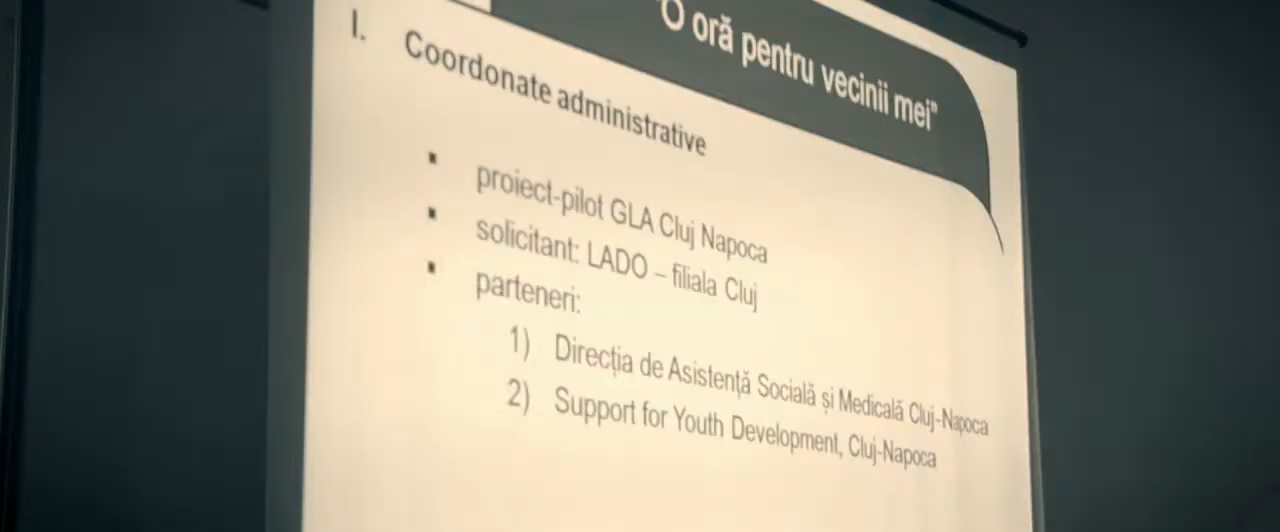 "O oră pentru vecinii mei"
I. Coordonate administrative
▪ proiect-pilot GLA Cluj Napoca
▪ solicitant: LADO – filiala Cluj
▪ parteneri:
1) Direcția de Asistență Socială și Medicală Cluj-Napoca
2) Support for Youth Development, Cluj-Napoca